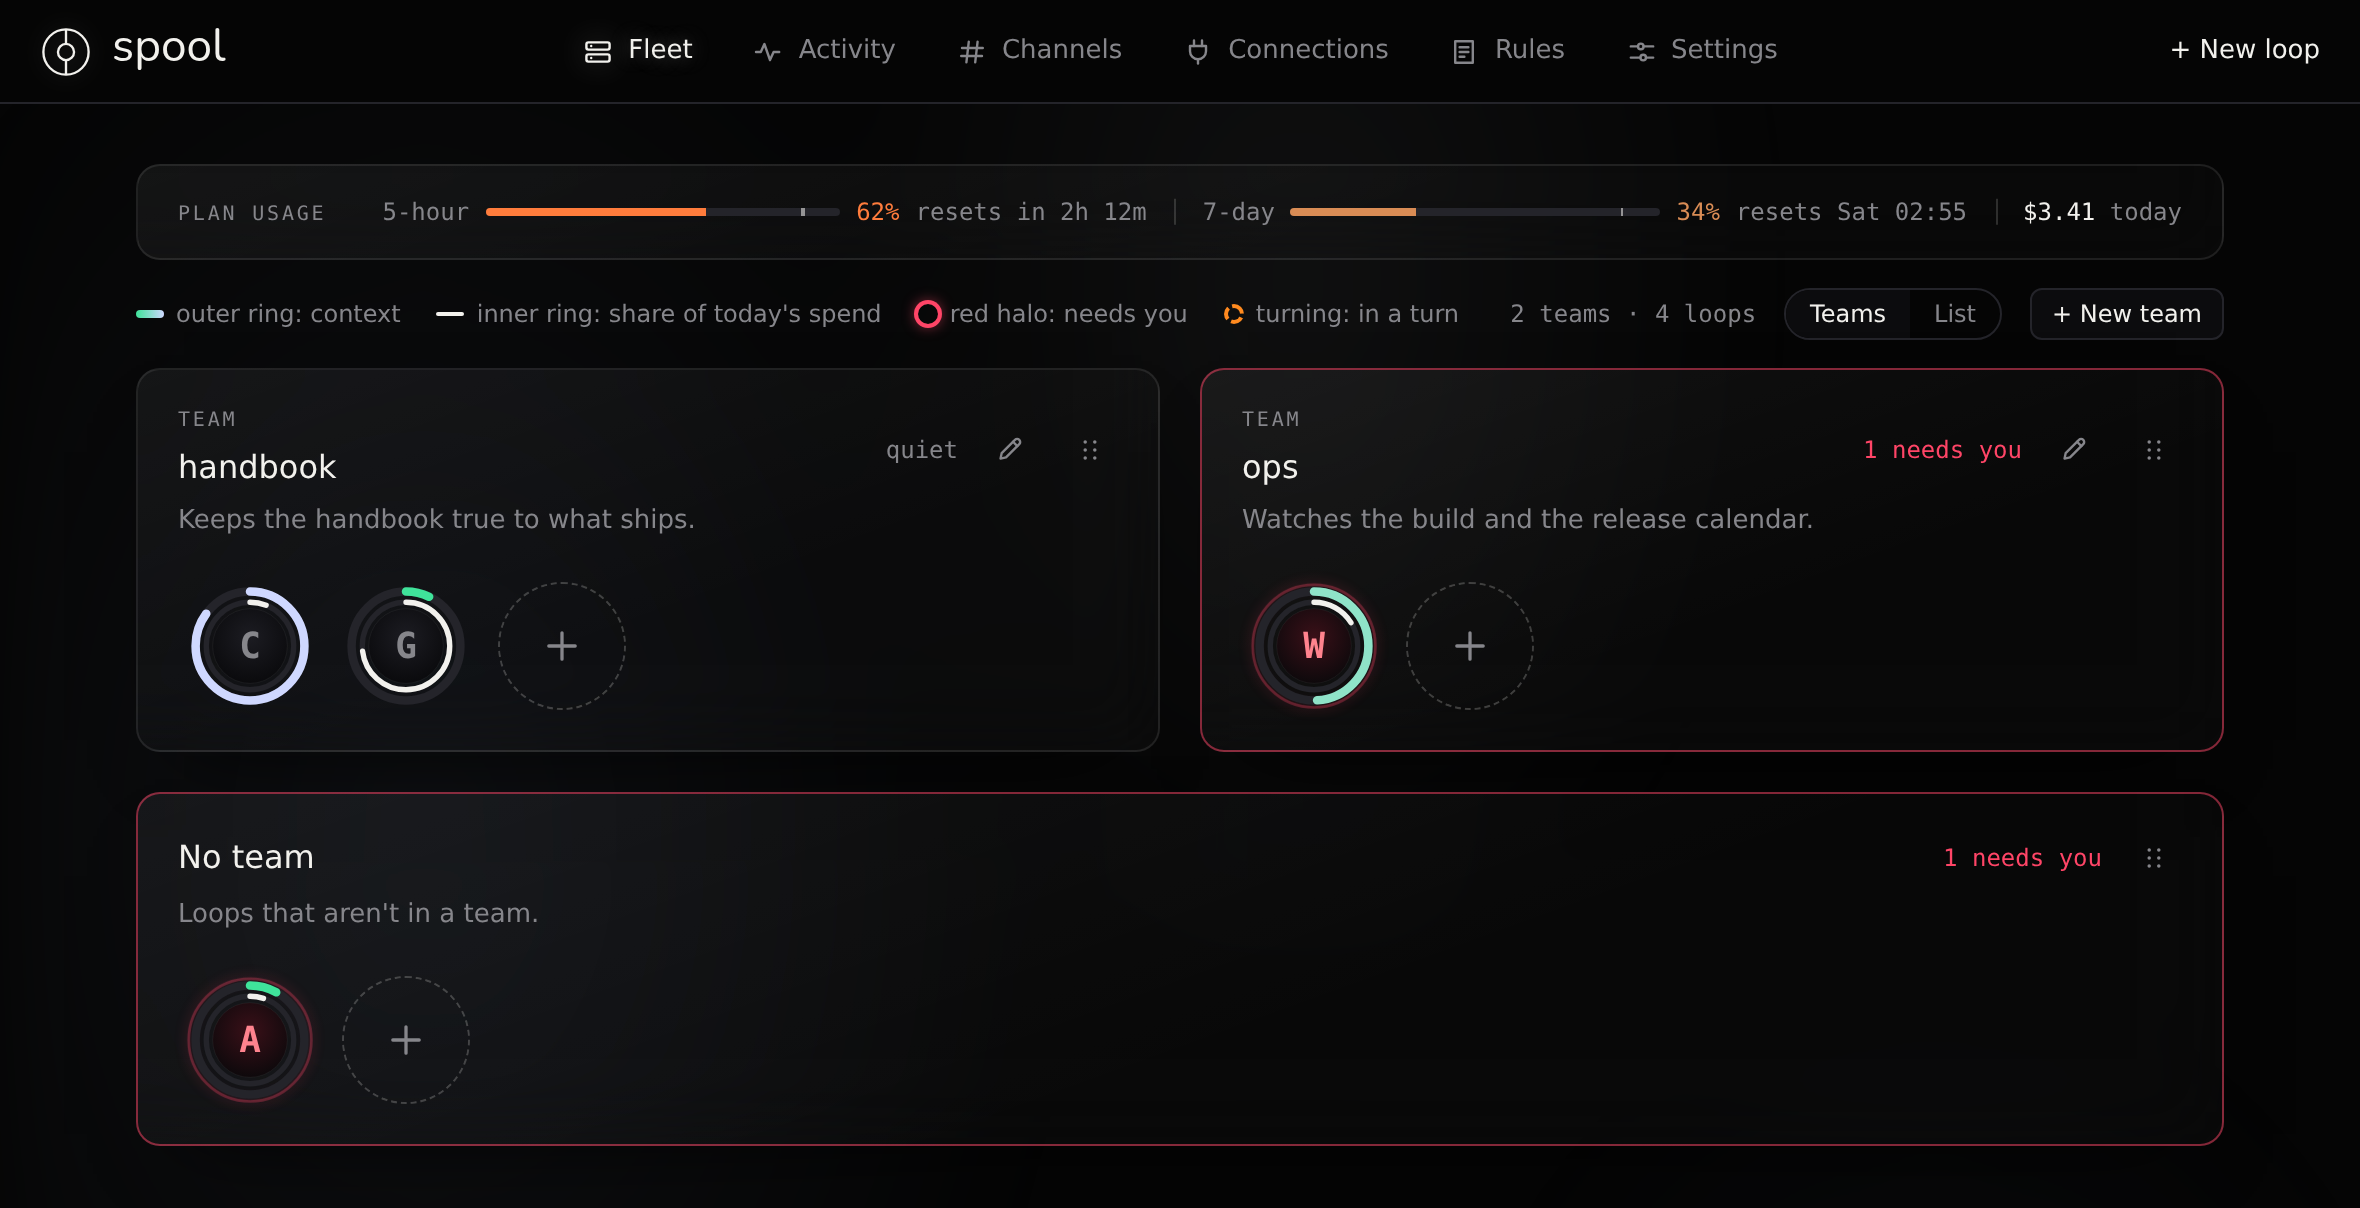 spool
Fleet
Activity
Channels
Connections
Rules
Settings
+ New loop
PLAN USAGE 5-hour 62% resets in 2h 12m 7-day 34% resets Sat 02:55 $3.41 today
outer ring: context inner ring: share of today's spend red halo: needs you turning: in a turn 2 teams · 4 loops Teams List + New team
TEAM
handbook
quiet
Keeps the handbook true to what ships.
C G +
TEAM
ops
1 needs you
Watches the build and the release calendar.
W +
No team
1 needs you
Loops that aren't in a team.
A +